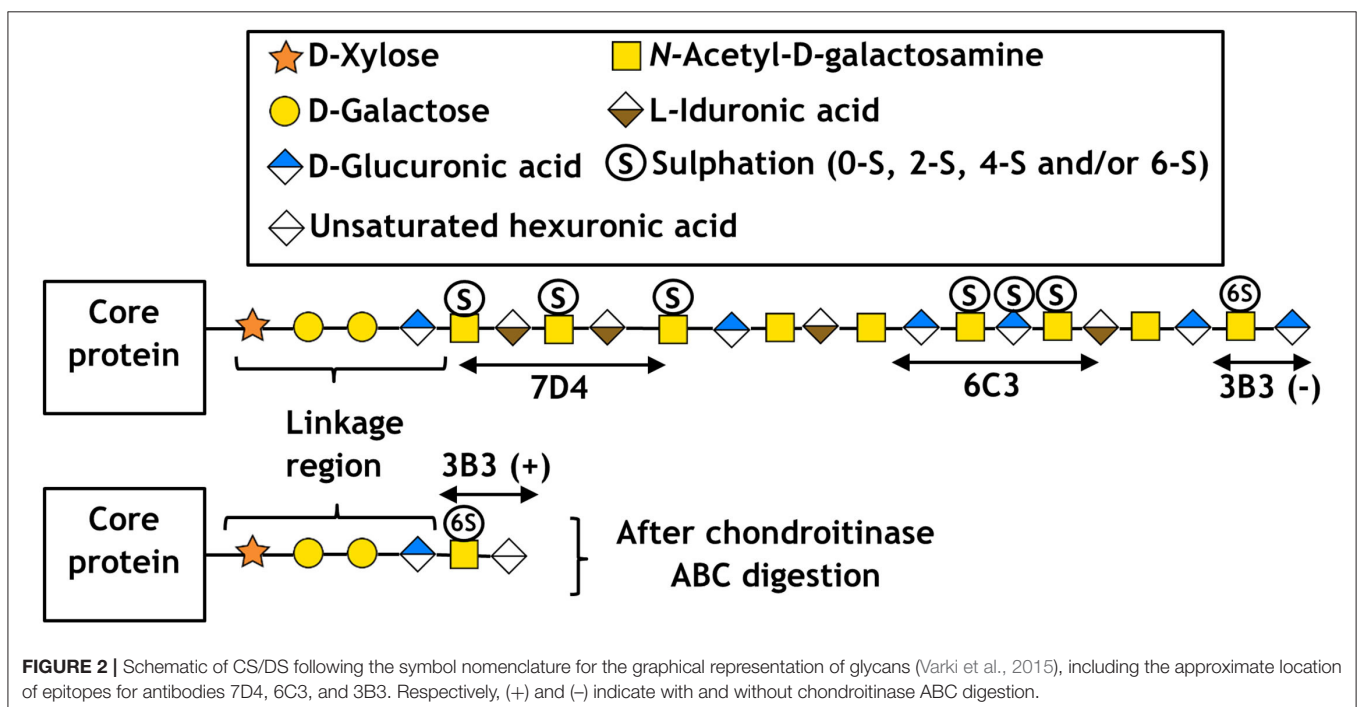 D-Xylose
N-Acetyl-D-galactosamine
D-Galactose
L-Iduronic acid
D-Glucuronic acid
S Sulphation (0-S, 2-S, 4-S and/or 6-S)
Unsaturated hexuronic acid
Core
protein
S S S S S S 6S
7D4
6C3
3B3 (-)
Linkage
region
3B3 (+)
Core
protein
6S
After chondroitinase
ABC digestion
FIGURE 2 | Schematic of CS/DS following the symbol nomenclature for the graphical representation of glycans (Varki et al., 2015), including the approximate location
of epitopes for antibodies 7D4, 6C3, and 3B3. Respectively, (+) and (–) indicate with and without chondroitinase ABC digestion.